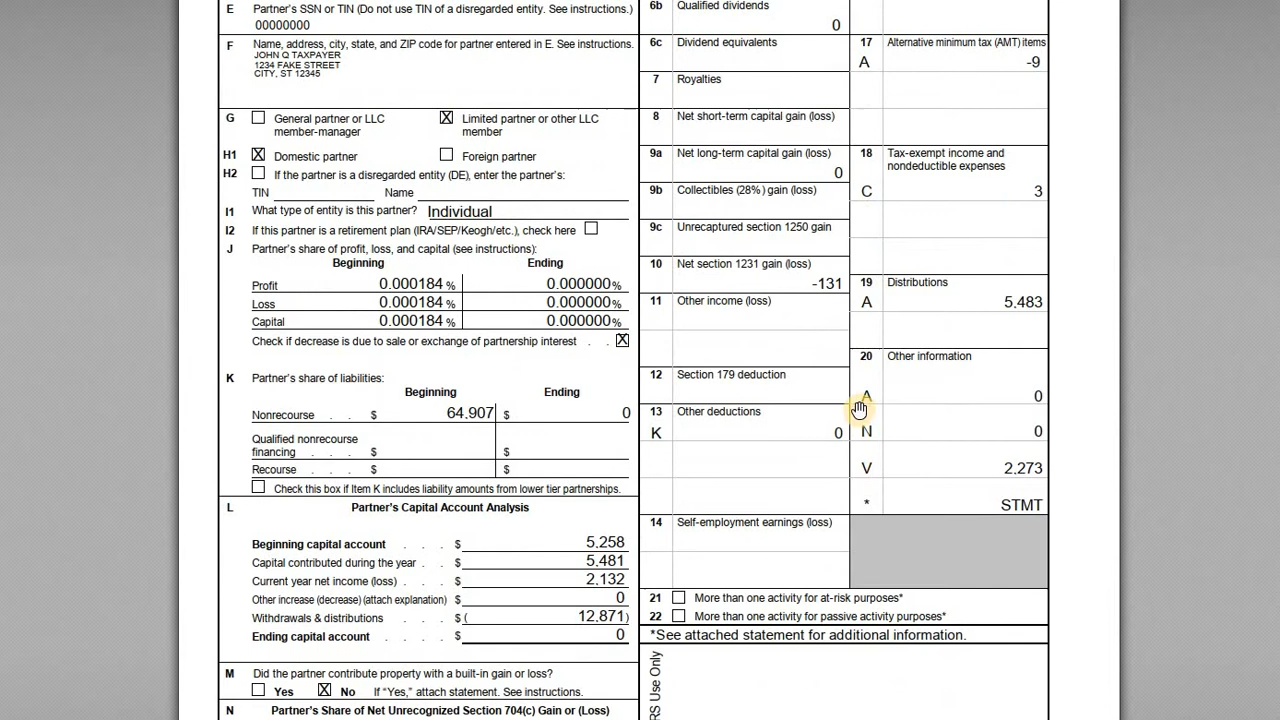 E Partner's SSN or TIN (Do not use TIN of a disregarded entity. See instructions.)
00000000
F Name, address, city, state, and ZIP code for partner entered in E. See instructions.
JOHN Q TAXPAYER
1234 FAKE STREET
CITY, ST 12345
G General partner or LLC member-manager
X Limited partner or other LLC member
H1 X Domestic partner Foreign partner
H2 If the partner is a disregarded entity (DE), enter the partner's:
TIN Name
I1 What type of entity is this partner? Individual
I2 If this partner is a retirement plan (IRA/SEP/Keogh/etc.), check here
J Partner's share of profit, loss, and capital (see instructions):
Beginning Ending
Profit 0.000184 % 0.000000 %
Loss 0.000184 % 0.000000 %
Capital 0.000184 % 0.000000 %
Check if decrease is due to sale or exchange of partnership interest . . X
K Partner's share of liabilities:
Beginning Ending
Nonrecourse . . $ 64.907 $ 0
Qualified nonrecourse
financing . . . $ $
Recourse . . . $ $
Check this box if Item K includes liability amounts from lower tier partnerships.
L Partner's Capital Account Analysis
Beginning capital account . . . $ 5.258
Capital contributed during the year . . $ 5.481
Current year net income (loss) . . . $ 2.132
Other increase (decrease) (attach explanation) $ 0
Withdrawals & distributions . . . $ ( 12.871)
Ending capital account . . . . $ 0
M Did the partner contribute property with a built-in gain or loss?
Yes X No If "Yes," attach statement. See instructions.
N Partner's Share of Net Unrecognized Section 704(c) Gain or (Loss)
6b Qualified dividends
0
6c Dividend equivalents
7 Royalties
8 Net short-term capital gain (loss)
9a Net long-term capital gain (loss)
0
9b Collectibles (28%) gain (loss)
9c Unrecaptured section 1250 gain
10 Net section 1231 gain (loss)
-131
11 Other income (loss)
12 Section 179 deduction
13 Other deductions
K 0
14 Self-employment earnings (loss)
17 Alternative minimum tax (AMT) items
A -9
18 Tax-exempt income and
nondeductible expenses
C 3
19 Distributions
A 5.483
20 Other information
A 0
N 0
V 2.273
* STMT
21 More than one activity for at-risk purposes*
22 More than one activity for passive activity purposes*
*See attached statement for additional information.
RS Use Only